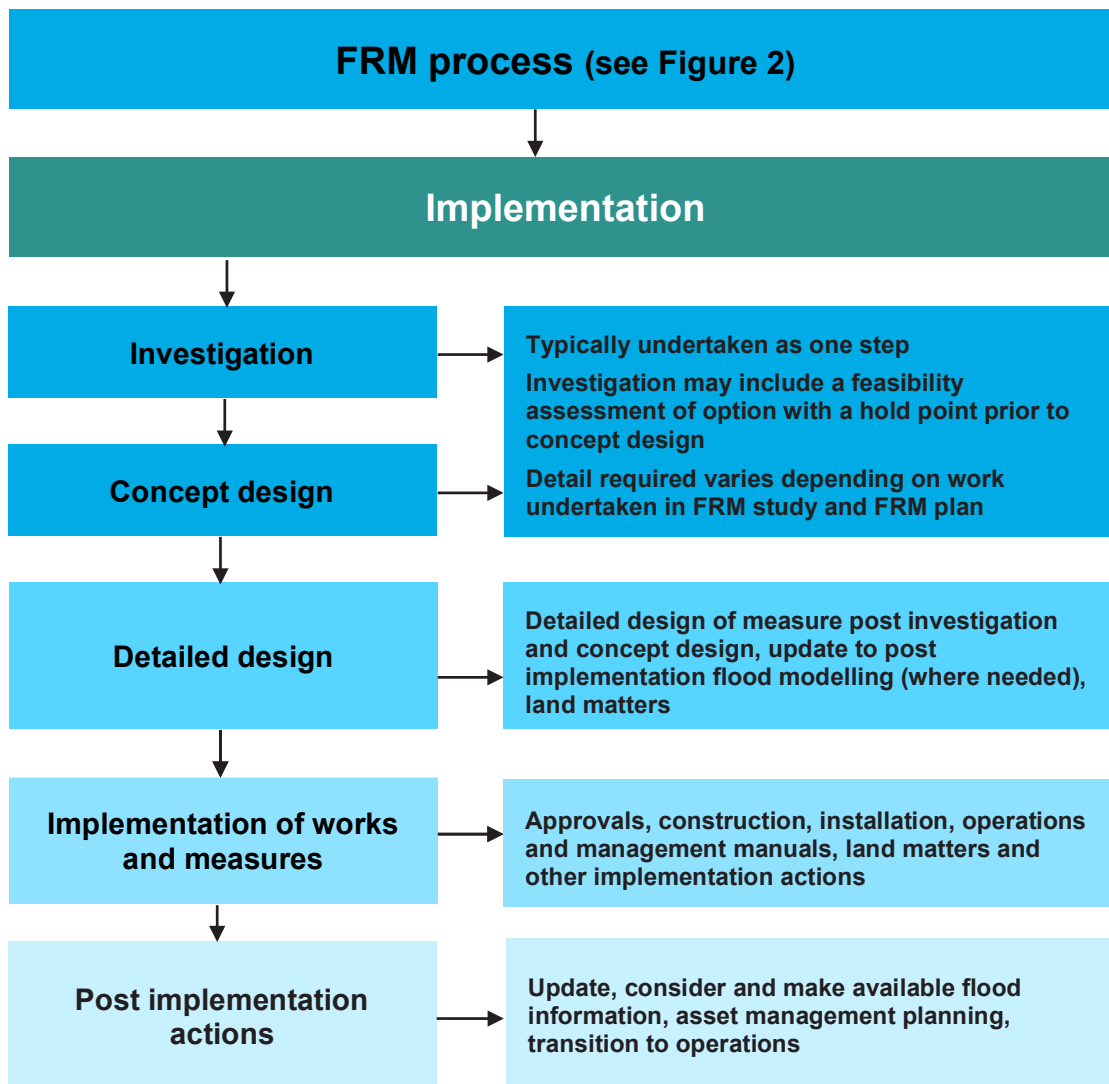 FRM process (see Figure 2)
Implementation
Investigation
Typically undertaken as one step
Investigation may include a feasibility
assessment of option with a hold point prior to
concept design
Detail required varies depending on work
undertaken in FRM study and FRM plan
Concept design
Detailed design
Detailed design of measure post investigation
and concept design, update to post
implementation flood modelling (where needed),
land matters
Implementation of works
and measures
Approvals, construction, installation, operations
and management manuals, land matters and
other implementation actions
Post implementation
actions
Update, consider and make available flood
information, asset management planning,
transition to operations